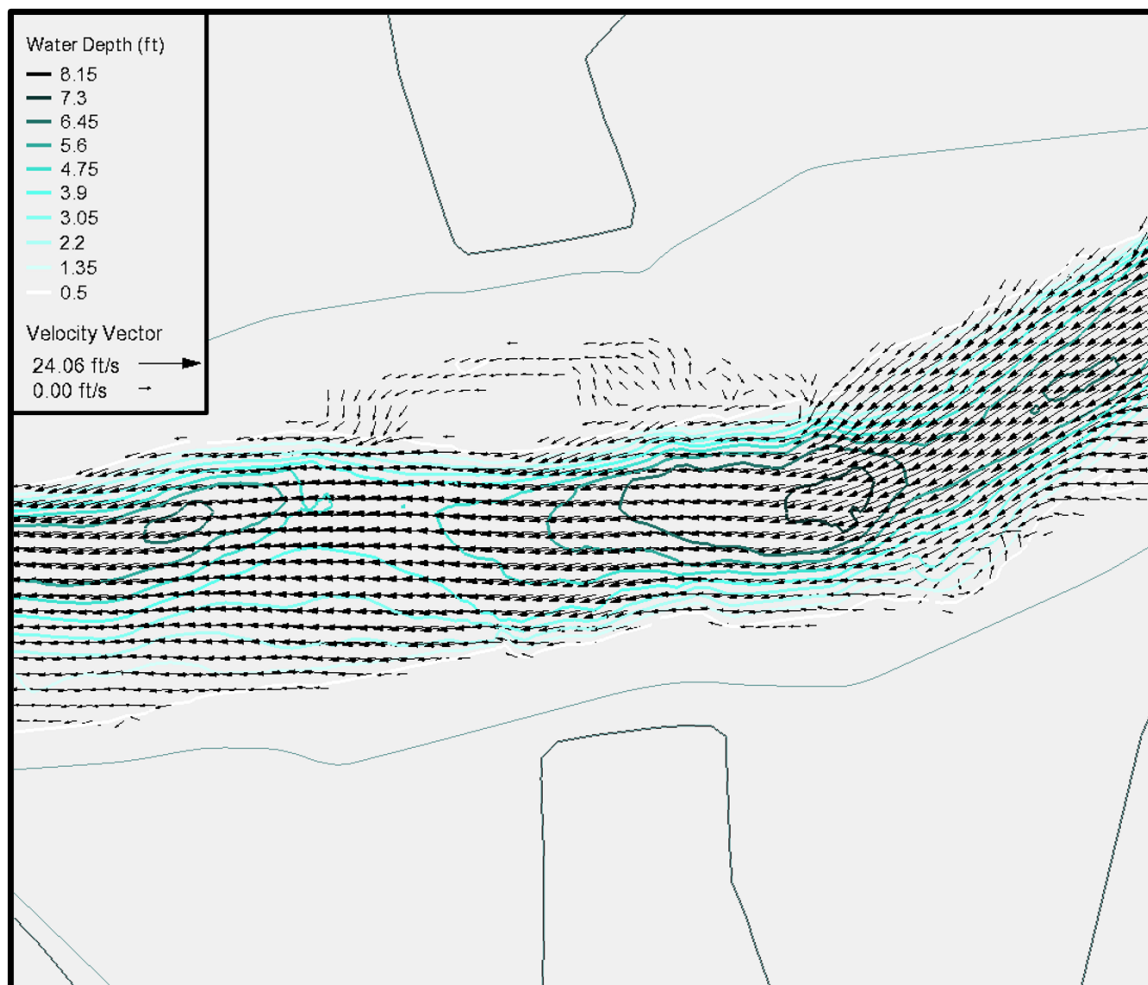 Water Depth (ft)
8.15
7.3
6.45
5.6
4.75
3.9
3.05
2.2
1.35
0.5
Velocity Vector
24.06 ft/s
0.00 ft/s